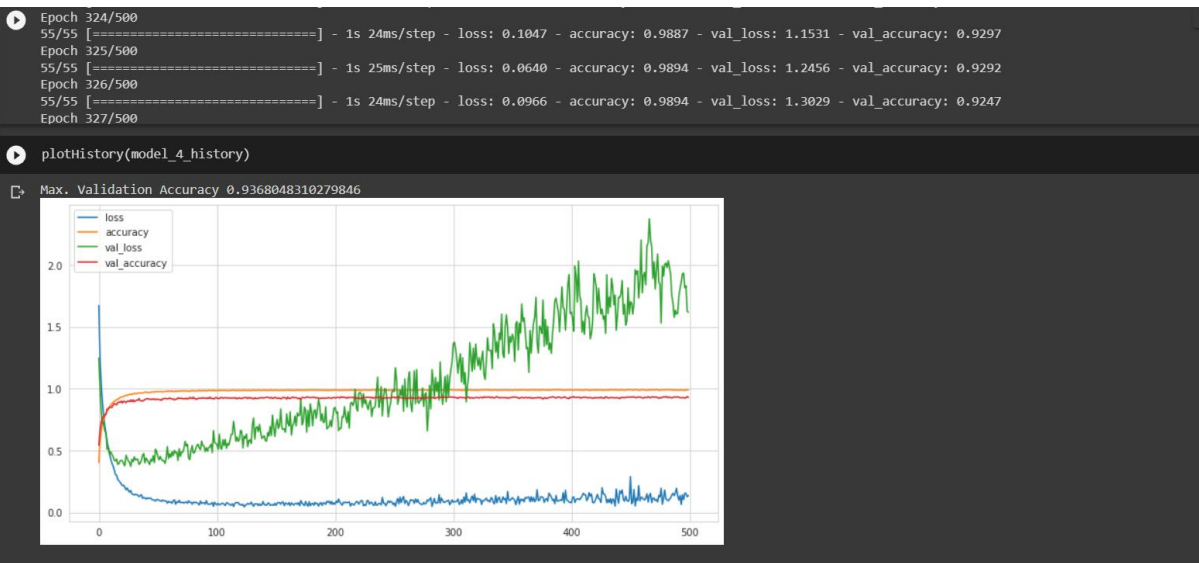 Epoch 324/500
55/55 [==============================] - 1s 24ms/step - loss: 0.1047 - accuracy: 0.9887 - val_loss: 1.1531 - val_accuracy: 0.9297
Epoch 325/500
55/55 [==============================] - 1s 25ms/step - loss: 0.0640 - accuracy: 0.9894 - val_loss: 1.2456 - val_accuracy: 0.9292
Epoch 326/500
55/55 [==============================] - 1s 24ms/step - loss: 0.0966 - accuracy: 0.9894 - val_loss: 1.3029 - val_accuracy: 0.9247
Epoch 327/500
plotHistory(model_4_history)
Max. Validation Accuracy 0.9368048310279846
loss
accuracy
val_loss
val_accuracy
2.0
1.5
1.0
0.5
0.0
0 100 200 300 400 500